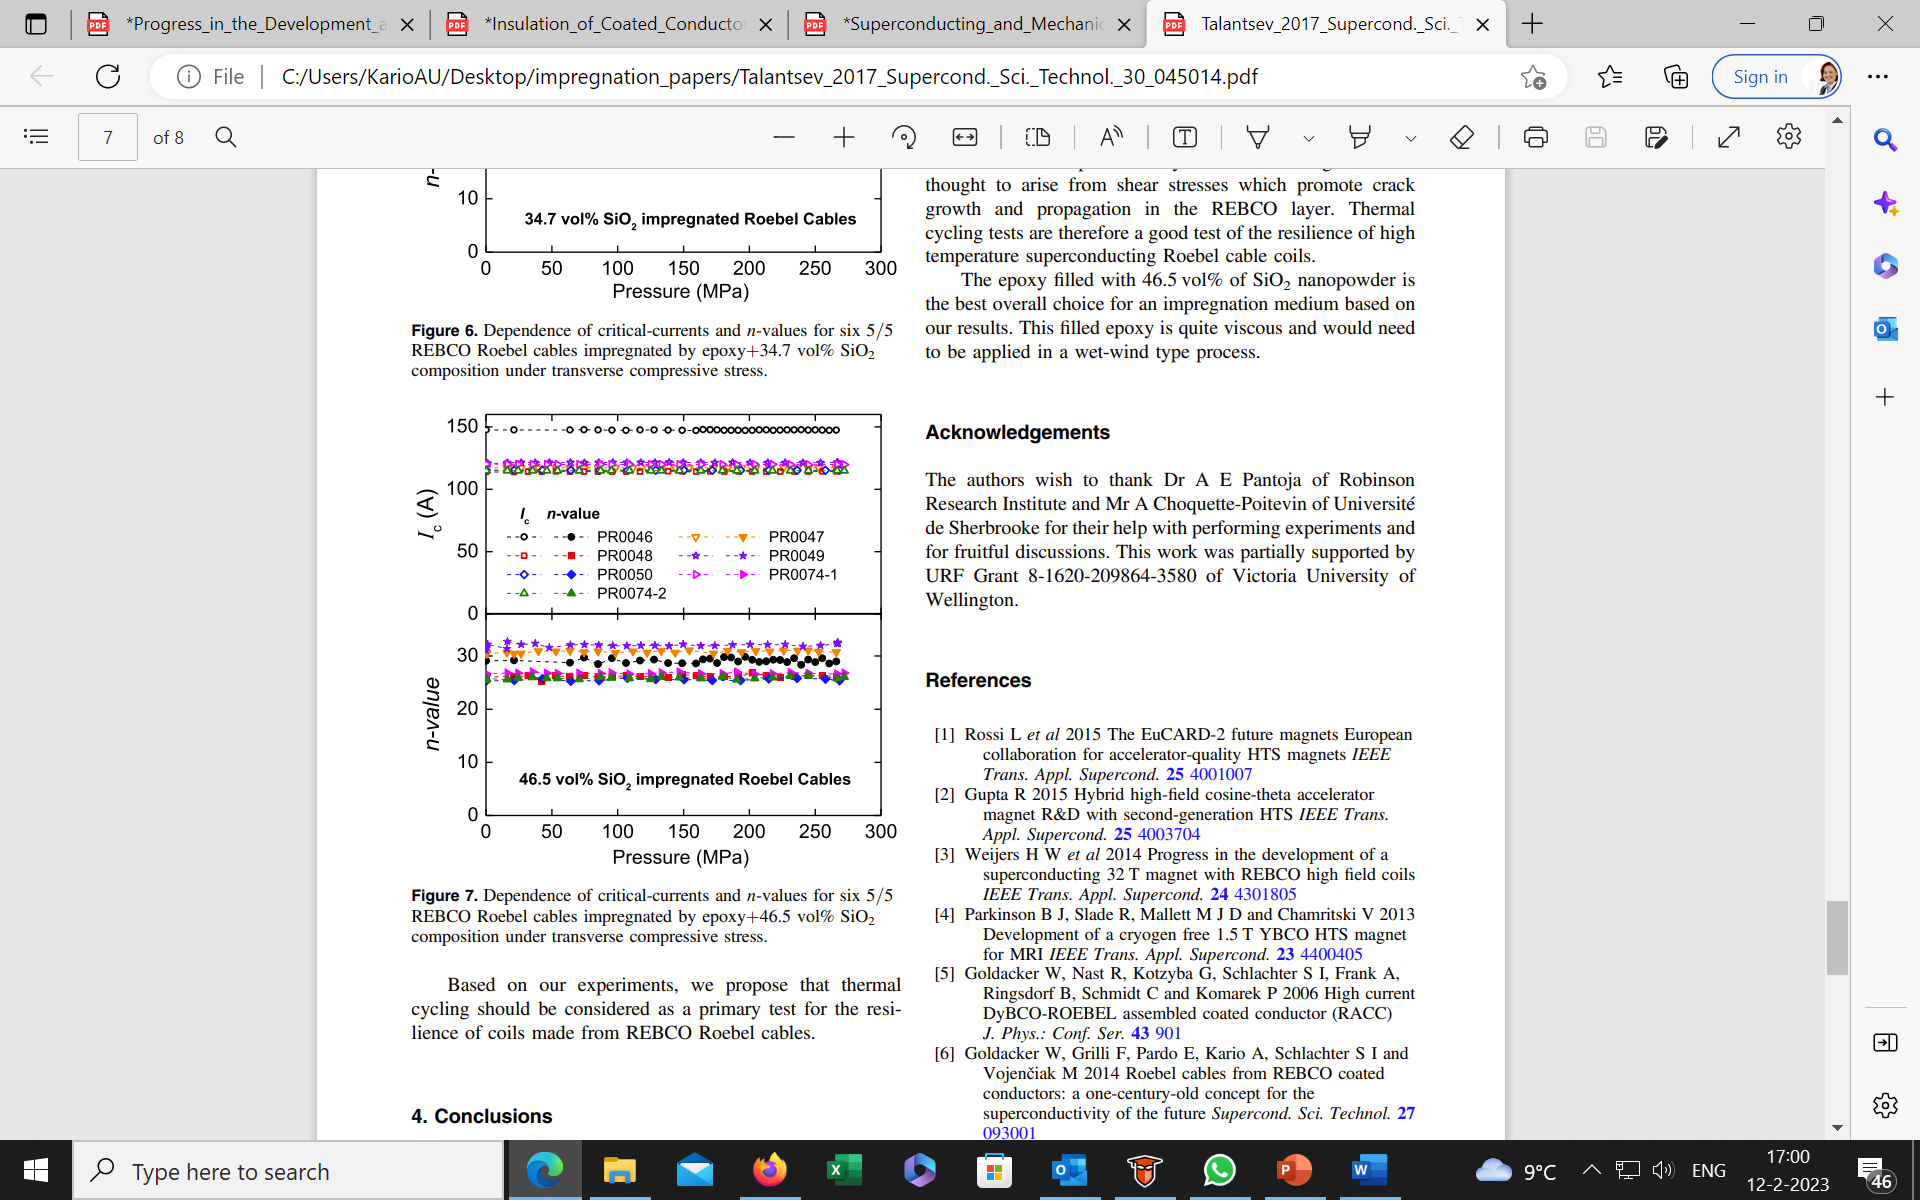 *Progress_in_the_Development_a
*Insulation_of_Coated_Conducto
*Superconducting_and_Mechanic
Talantsev_2017_Supercond._Sci._T
File
C:/Users/KarioAU/Desktop/impregnation_papers/Talantsev_2017_Supercond._Sci._Technol._30_045014.pdf
Sign in
7 of 8
n-
10
34.7 vol% SiO2 impregnated Roebel Cables
0
0 50 100 150 200 250 300
Pressure (MPa)
Figure 6. Dependence of critical-currents and n-values for six 5/5
REBCO Roebel cables impregnated by epoxy+34.7 vol% SiO2
composition under transverse compressive stress.
150
100
50
0
Ic (A)
Ic n-value
PR0046 PR0047
PR0048 PR0049
PR0050 PR0074-1
PR0074-2
30
20
10
0
n-value
46.5 vol% SiO2 impregnated Roebel Cables
0 50 100 150 200 250 300
Pressure (MPa)
Figure 7. Dependence of critical-currents and n-values for six 5/5
REBCO Roebel cables impregnated by epoxy+46.5 vol% SiO2
composition under transverse compressive stress.
Based on our experiments, we propose that thermal
cycling should be considered as a primary test for the resi-
lience of coils made from REBCO Roebel cables.
4. Conclusions
thought to arise from shear stresses which promote crack
growth and propagation in the REBCO layer. Thermal
cycling tests are therefore a good test of the resilience of high
temperature superconducting Roebel cable coils.
The epoxy filled with 46.5 vol% of SiO2 nanopowder is
the best overall choice for an impregnation medium based on
our results. This filled epoxy is quite viscous and would need
to be applied in a wet-wind type process.
Acknowledgements
The authors wish to thank Dr A E Pantoja of Robinson
Research Institute and Mr A Choquette-Poitevin of Université
de Sherbrooke for their help with performing experiments and
for fruitful discussions. This work was partially supported by
URF Grant 8-1620-209864-3580 of Victoria University of
Wellington.
References
[1] Rossi L et al 2015 The EuCARD-2 future magnets European
collaboration for accelerator-quality HTS magnets IEEE
Trans. Appl. Supercond. 25 4001007
[2] Gupta R 2015 Hybrid high-field cosine-theta accelerator
magnet R&D with second-generation HTS IEEE Trans.
Appl. Supercond. 25 4003704
[3] Weijers H W et al 2014 Progress in the development of a
superconducting 32 T magnet with REBCO high field coils
IEEE Trans. Appl. Supercond. 24 4301805
[4] Parkinson B J, Slade R, Mallett M J D and Chamritski V 2013
Development of a cryogen free 1.5 T YBCO HTS magnet
for MRI IEEE Trans. Appl. Supercond. 23 4400405
[5] Goldacker W, Nast R, Kotzyba G, Schlachter S I, Frank A,
Ringsdorf B, Schmidt C and Komarek P 2006 High current
DyBCO-ROEBEL assembled coated conductor (RACC)
J. Phys.: Conf. Ser. 43 901
[6] Goldacker W, Grilli F, Pardo E, Kario A, Schlachter S I and
Vojenčiak M 2014 Roebel cables from REBCO coated
conductors: a one-century-old concept for the
superconductivity of the future Supercond. Sci. Technol. 27
093001
Type here to search
9°C
ENG
17:00
12-2-2023
46